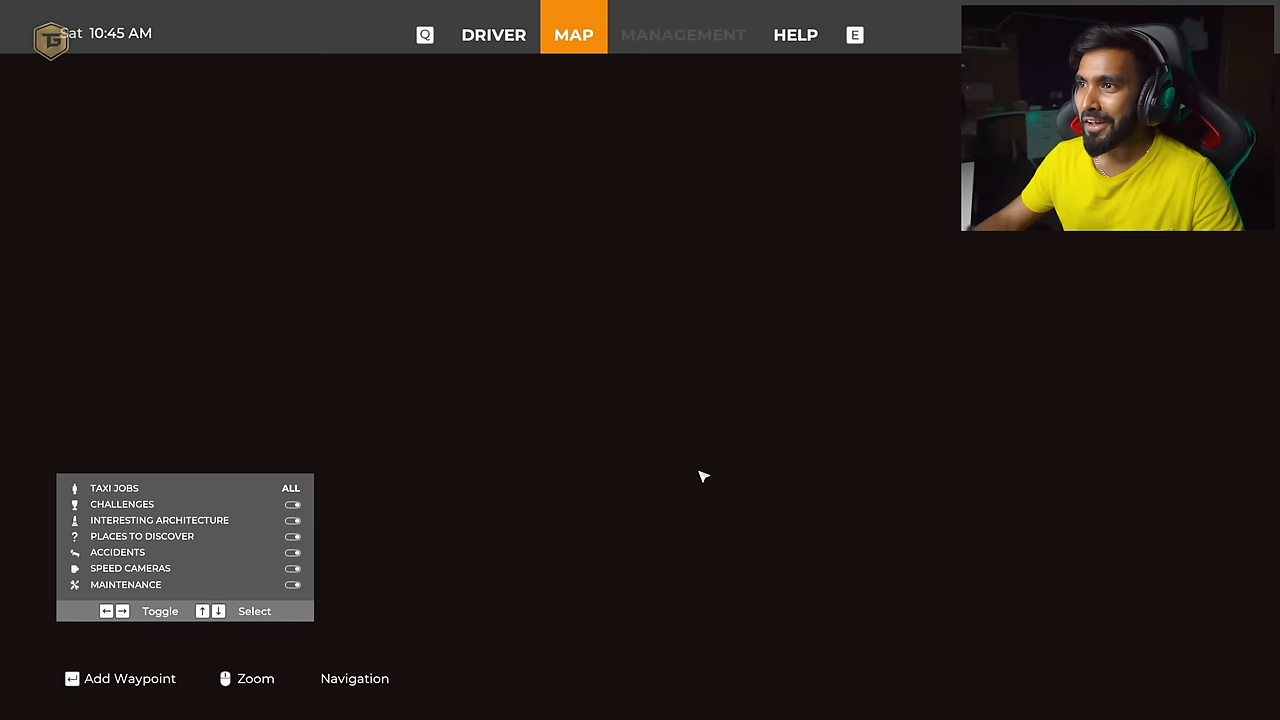 Sat 10:45 AM
Q DRIVER MAP MANAGEMENT HELP E
TAXI JOBS ALL
CHALLENGES
INTERESTING ARCHITECTURE
PLACES TO DISCOVER
ACCIDENTS
SPEED CAMERAS
MAINTENANCE
← → Toggle ↑ ↓ Select
Add Waypoint Zoom Navigation